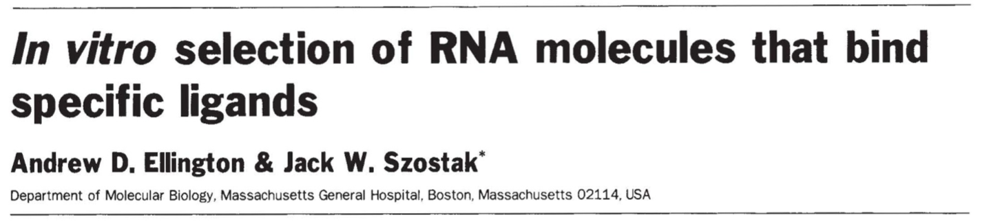 In vitro selection of RNA molecules that bind
specific ligands
Andrew D. Ellington & Jack W. Szostak*
Department of Molecular Biology, Massachusetts General Hospital, Boston, Massachusetts 02114, USA